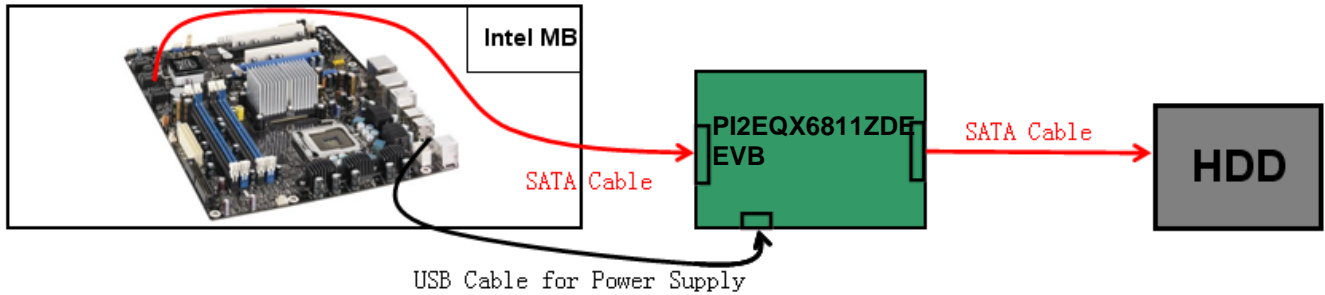 Intel MB
PI2EQX6811ZDE
EVB
SATA Cable
SATA Cable
HDD
USB Cable for Power Supply